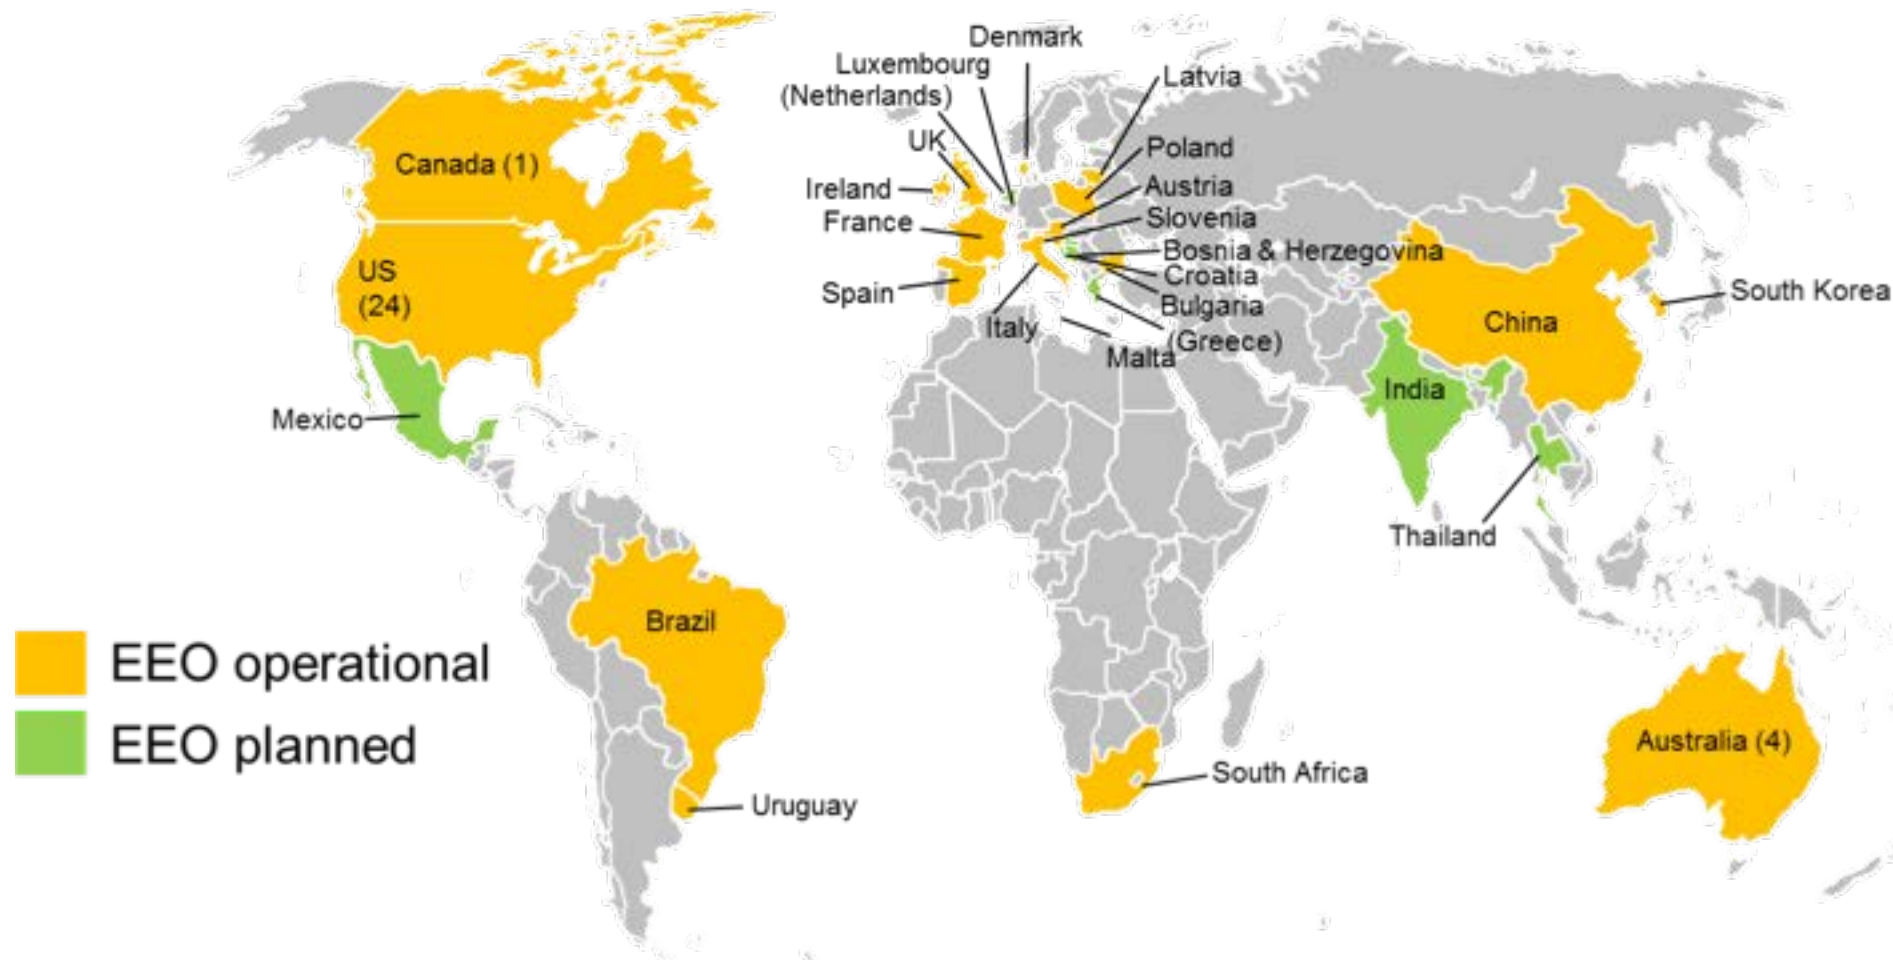 Denmark
Luxembourg
(Netherlands)
Latvia
UK
Poland
Canada (1)
Ireland
Austria
France
Slovenia
Bosnia & Herzegovina
US
(24)
Croatia
Spain
Bulgaria
South Korea
Italy
(Greece)
China
Malta
India
Mexico
Thailand
Brazil
EEO operational
EEO planned
Australia (4)
South Africa
Uruguay